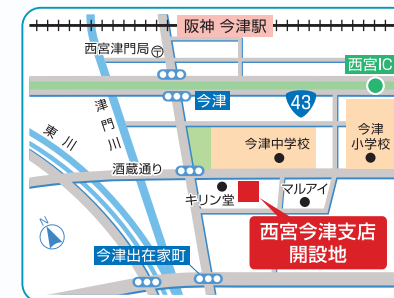 阪神 今津駅
西宮津門局
西宮IC
今津
43
津門川
東川
今津中学校
今津
小学校
酒蔵通り
キリン堂
マルアイ
N
西宮今津支店
開設地
今津出在家町